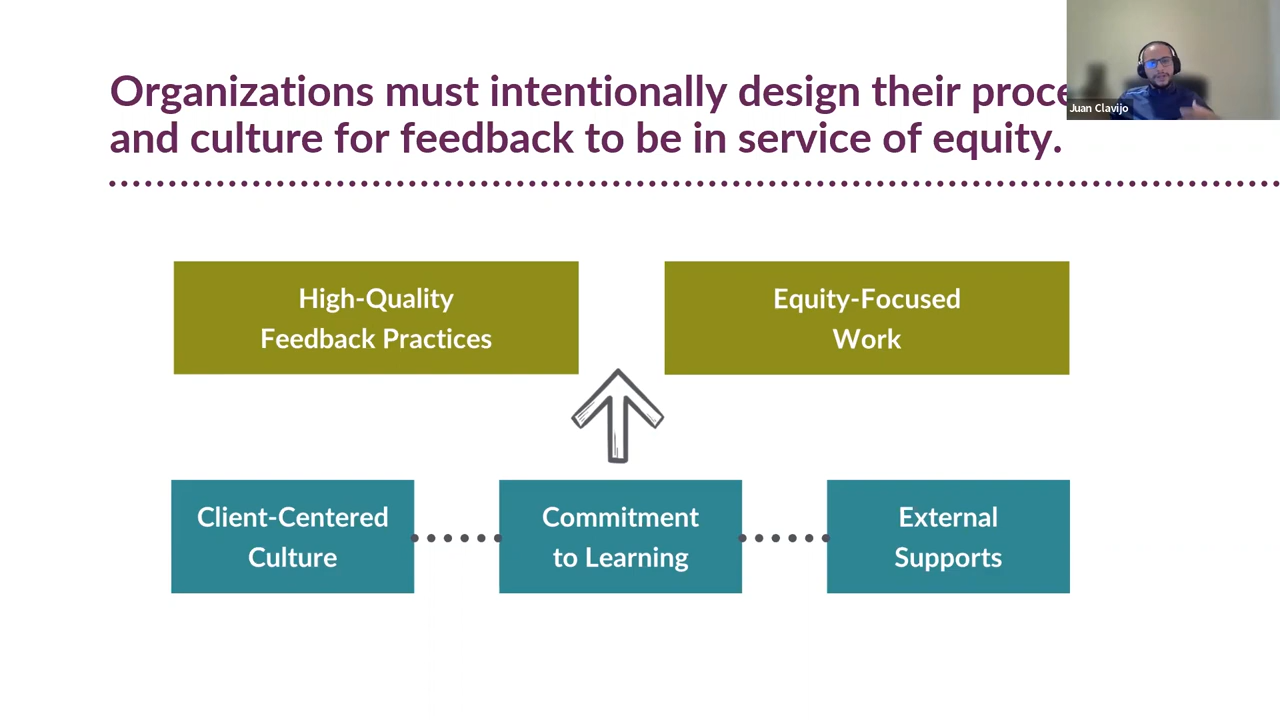 Organizations must intentionally design their
and culture for feedback to be in service of equity.
Juan Clavijo
High-Quality
Feedback Practices
Equity-Focused
Work
Client-Centered
Culture
Commitment
to Learning
External
Supports